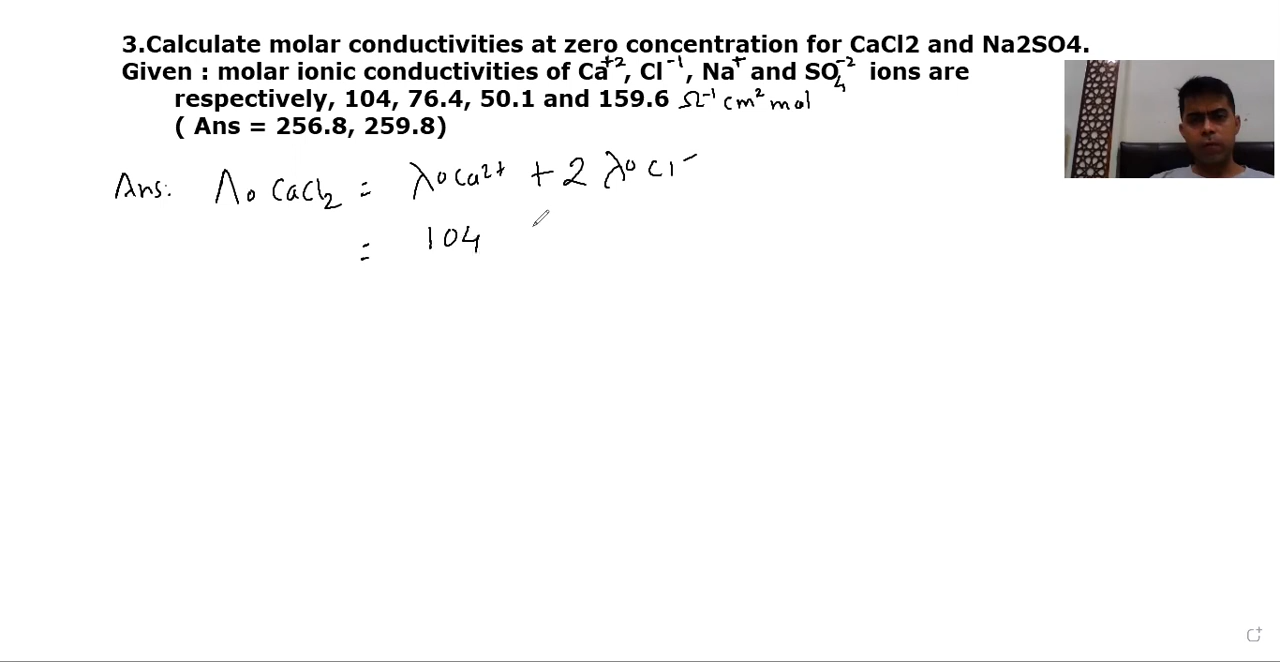 3.Calculate molar conductivities at zero concentration for CaCl2 and Na2SO4.
Given : molar ionic conductivities of Ca+2, Cl-1, Na+ and SO4-2 ions are
respectively, 104, 76.4, 50.1 and 159.6 Ω-1 cm2 mol
( Ans = 256.8, 259.8)
Ans: Λo CaCl2 = λo Ca2+ + 2 λo Cl-
= 104